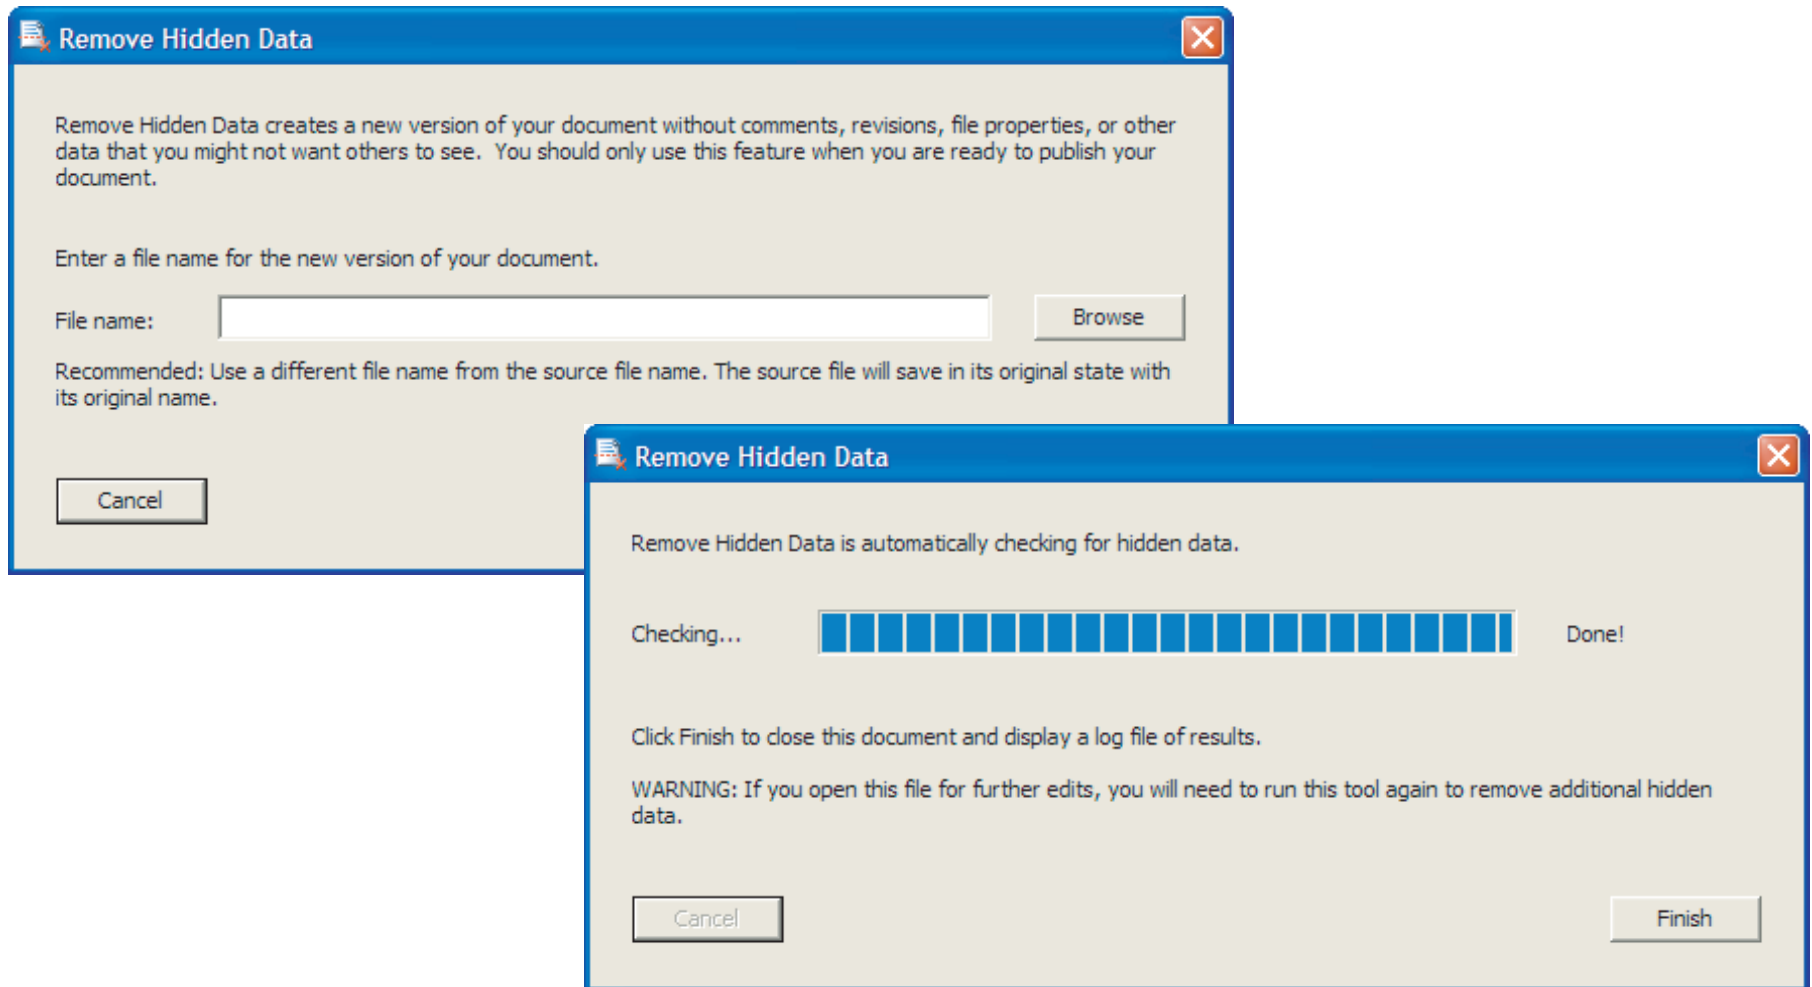 Remove Hidden Data
Remove Hidden Data creates a new version of your document without comments, revisions, file properties, or other
data that you might not want others to see.  You should only use this feature when you are ready to publish your
document.
Enter a file name for the new version of your document.
File name:
Browse
Recommended: Use a different file name from the source file name. The source file will save in its original state with
its original name.
Cancel
Remove Hidden Data
Remove Hidden Data is automatically checking for hidden data.
Checking... Done!
Click Finish to close this document and display a log file of results.
WARNING: If you open this file for further edits, you will need to run this tool again to remove additional hidden
data.
Cancel
Finish